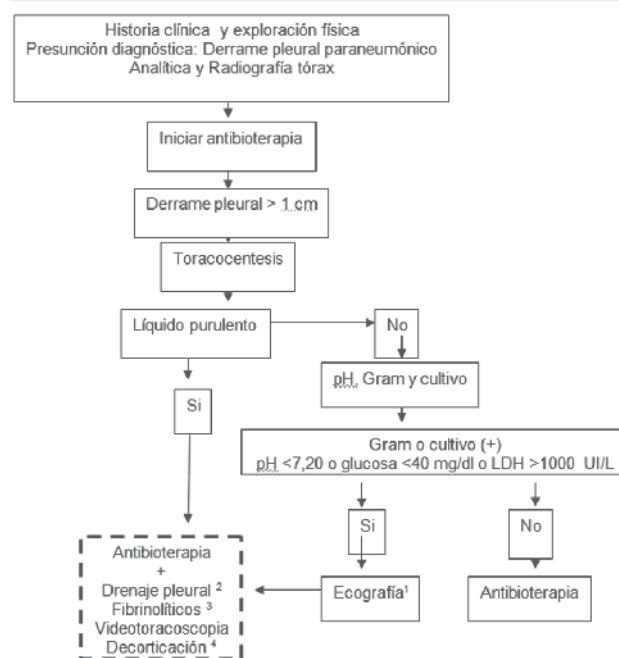 Historia clínica y exploración física
Presunción diagnóstica: Derrame pleural paraneumónico
Analítica y Radiografía tórax
Iniciar antibioterapia
Derrame pleural > 1 cm
Toracocentesis
Líquido purulento
No
pH, Gram y cultivo
Si
Gram o cultivo (+)
pH <7,20 o glucosa <40 mg/dl o LDH >1000 UI/L
Si
No
Antibioterapia
+
Drenaje pleural ²
Fibrinolíticos ³
Videotoracoscopia
Decorticación ⁴
Ecografía¹
Antibioterapia